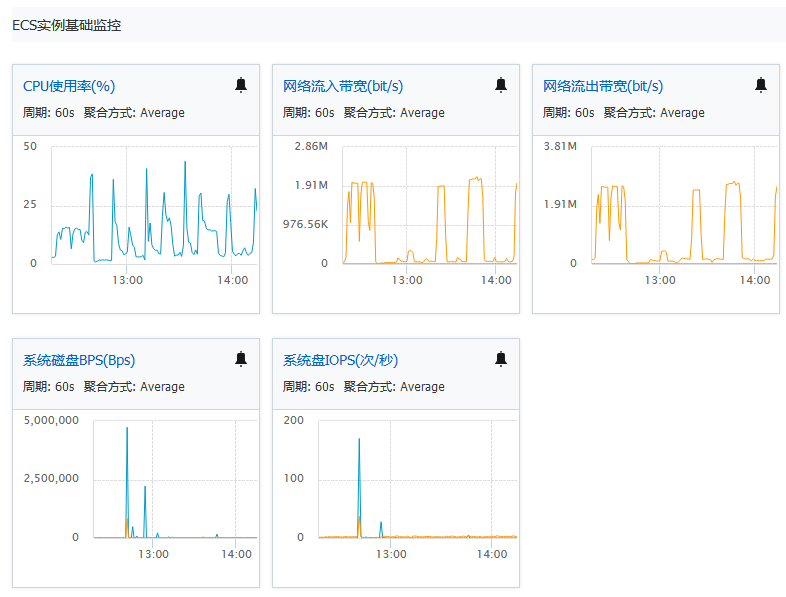 ECS实例基础监控
CPU使用率(%)
周期: 60s 聚合方式: Average
50
25
0
13:00 14:00
网络流入带宽(bit/s)
周期: 60s 聚合方式: Average
2.86M
1.91M
976.56K
0
13:00 14:00
网络流出带宽(bit/s)
周期: 60s 聚合方式: Average
3.81M
1.91M
0
13:00 14:00
系统磁盘BPS(Bps)
周期: 60s 聚合方式: Average
5,000,000
2,500,000
0
13:00 14:00
系统盘IOPS(次/秒)
周期: 60s 聚合方式: Average
200
100
0
13:00 14:00